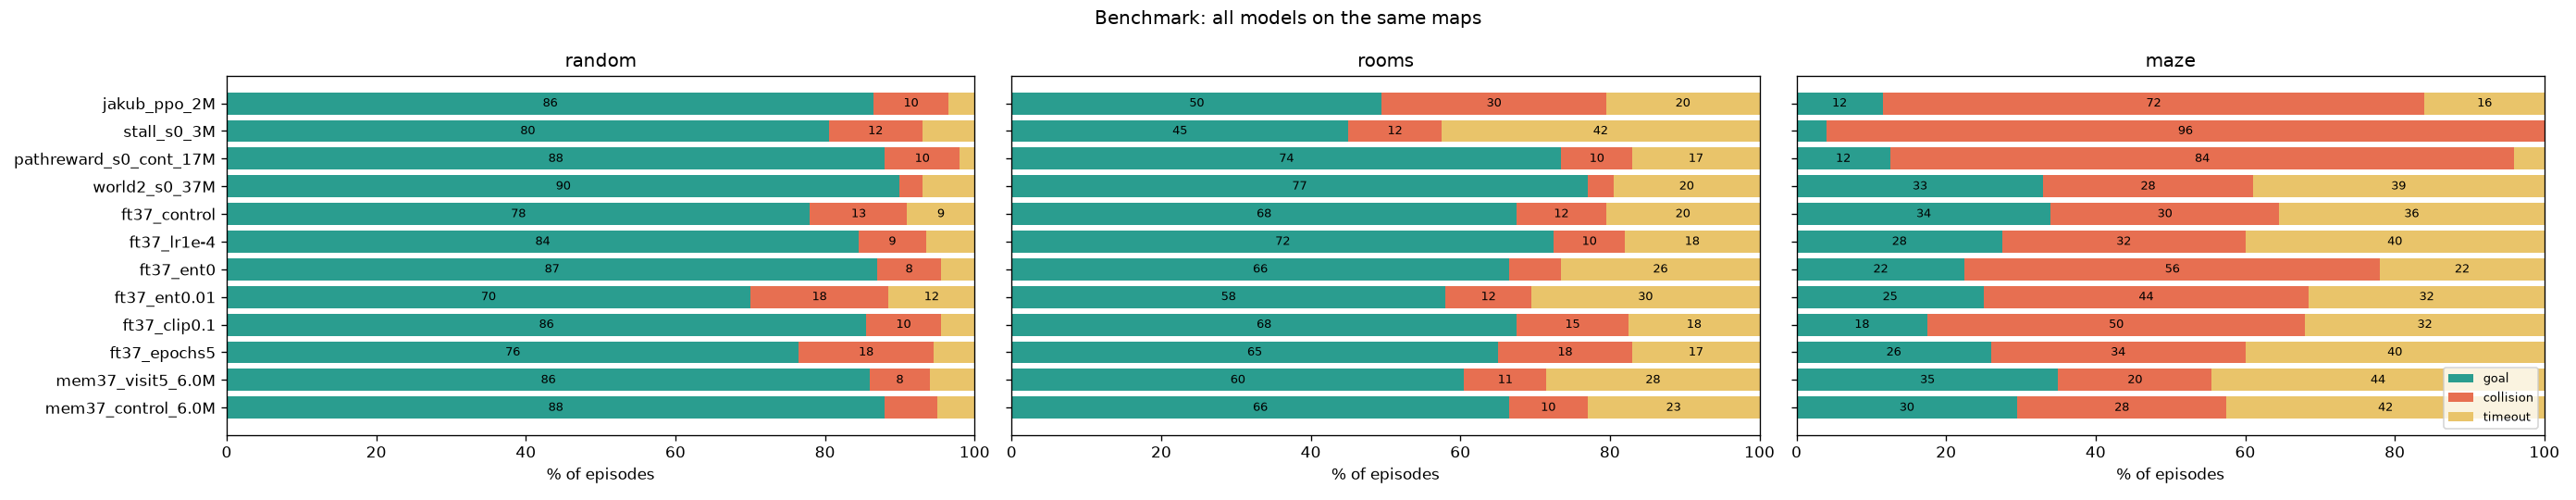 Benchmark: all models on the same maps
random
rooms
maze
jakub_ppo_2M 86 10 50 30 20 12 72 16
stall_s0_3M 80 12 45 12 42 96
pathreward_s0_cont_17M 88 10 74 10 17 12 84
world2_s0_37M 90 77 20 33 28 39
ft37_control 78 13 9 68 12 20 34 30 36
ft37_lr1e-4 84 9 72 10 18 28 32 40
ft37_ent0 87 8 66 26 22 56 22
ft37_ent0.01 70 18 12 58 12 30 25 44 32
ft37_clip0.1 86 10 68 15 18 18 50 32
ft37_epochs5 76 18 65 18 17 26 34 40
mem37_visit5_6.0M 86 8 60 11 28 35 20 44
mem37_control_6.0M 88 66 10 23 30 28 42
goal
collision
timeout
0 20 40 60 80 100 0 20 40 60 80 100 0 20 40 60 80 100
% of episodes
% of episodes
% of episodes